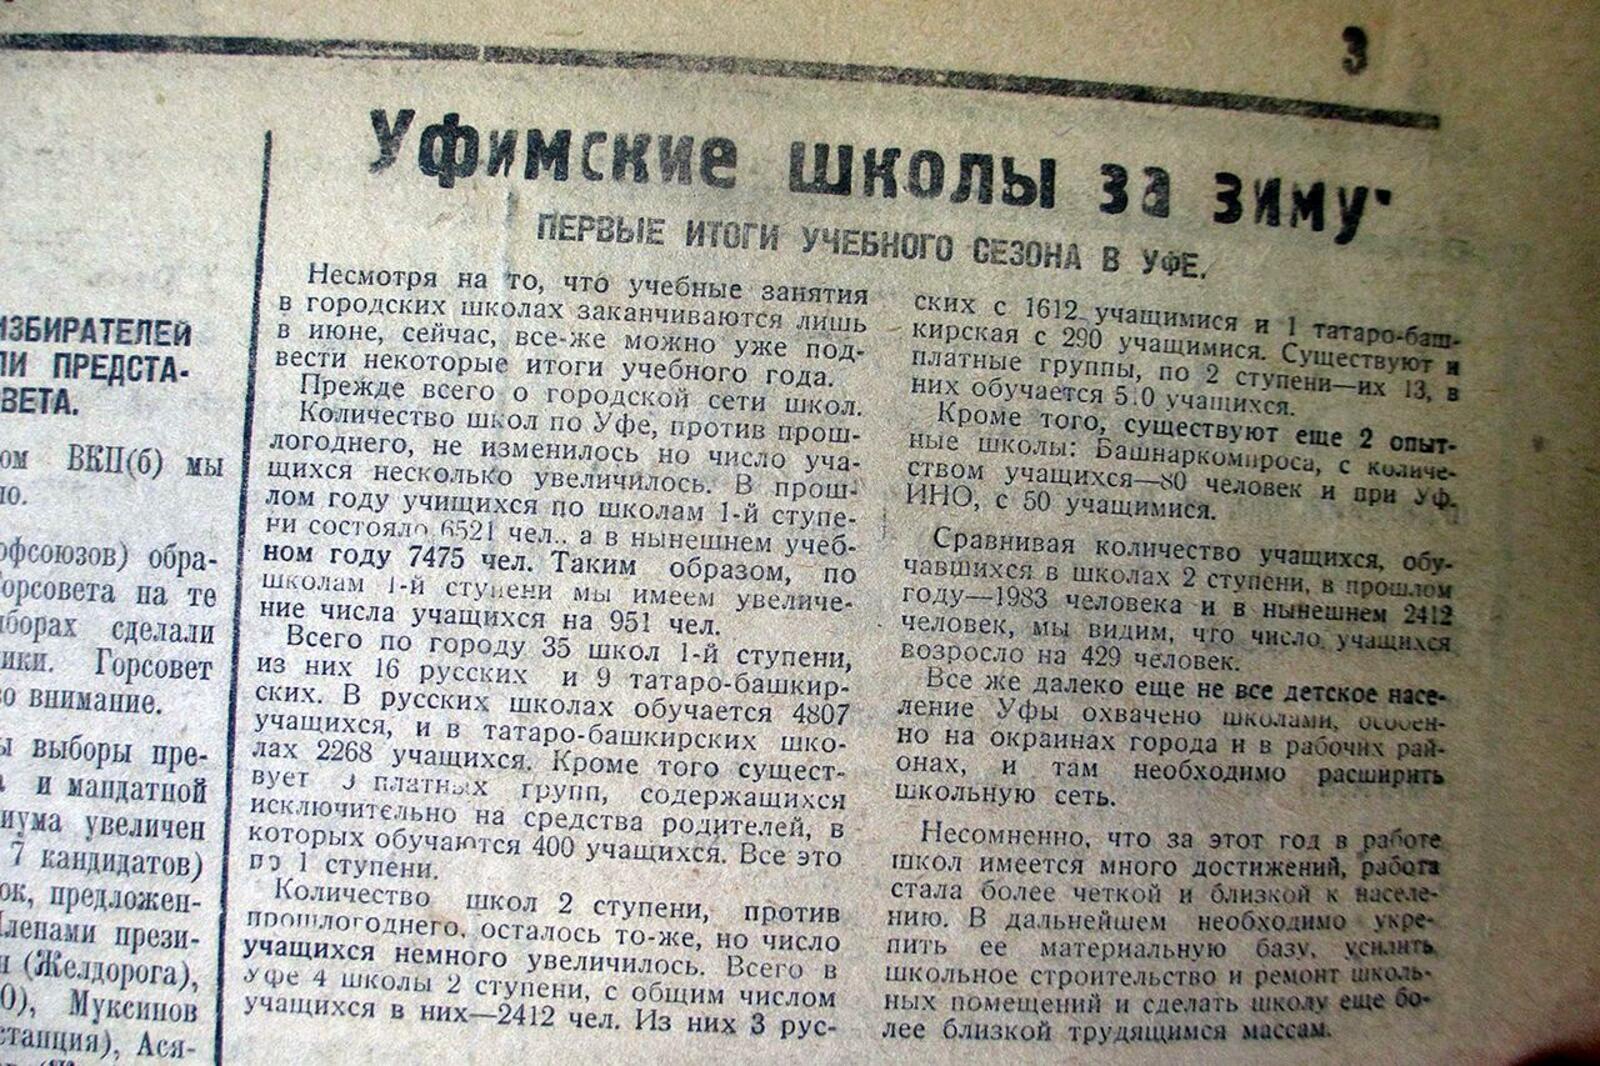 3
ИЗБИРАТЕЛЕЙ
ЛИ ПРЕДСТА-
ВЕТА.
ом ВКП(б) мы
ю.
офсоюзов) обра-
орсовета на те
борах сделали
ики. Горсовет
о внимание.
ы выборы пре-
и мандатной
иума увеличен
7 кандидатов)
ок, предложен-
Членами прези-
н (Желдорога),
О), Муксинов
станция), Ася-
Уфимские школы за зиму
ПЕРВЫЕ ИТОГИ УЧЕБНОГО СЕЗОНА В УФЕ.
Несмотря на то, что учебные занятия
в городских школах заканчиваются лишь
в июне, сейчас, все-же можно уже под-
вести некоторые итоги учебного года.
Прежде всего о городской сети школ.
Количество школ по Уфе, против прош-
логоднего, не изменилось но число уча-
щихся несколько увеличилось. В прош-
лом году учищихся по школам 1-й ступе-
ни состояло 6521 чел., а в нынешнем учеб-
ном году 7475 чел. Таким образом, по
школам 1-й ступени мы имеем увеличе-
ние числа учащихся на 951 чел.
Всего по городу 35 школ 1-й ступени,
из них 16 русских и 9 татаро-башкир-
ских. В русских школах обучается 4807
учащихся, и в татаро-башкирских шко-
лах 2268 учащихся. Кроме того сущест-
вует платных групп, содержащихся
исключительно на средства родителей, в
которых обучаются 400 учащихся. Все это
по 1 ступени.
Количество школ 2 ступени, против
прошлогоднего, осталось то-же, но число
учащихся немного увеличилось. Всего в
Уфе 4 школы 2 ступени, с общим числом
учащихся в них—2412 чел. Из них 3 рус-
ских с 1612 учащимися и 1 татаро-баш-
кирская с 290 учащимися. Существуют и
платные группы, по 2 ступени—их 13, в
них обучается учащихся.
Кроме того, существуют еще 2 опыт-
ные школы: Башнаркомпроса, с количе-
ством учащихся—80 человек и при Уф.
ИНО, с 50 учащимися.
Сравнивая количество учащихся, обу-
чавшихся в школах 2 ступени, в прошлом
году—1983 человека и в нынешнем 2412
человек, мы видим, что число учащихся
возросло на 429 человек.
Все же далеко еще не все детское насе-
ление Уфы охвачено школами, особен-
но на окраинах города и в рабочих рай-
онах, и там необходимо расширить
школьную сеть.
Несомненно, что за этот год в работе
школ имеется много достижений, работа
стала более четкой и близкой к населе-
нию. В дальнейшем необходимо укре-
пить ее материальную базу, усилить
школьное строительство и ремонт школь-
ных помещений и сделать школу еще бо-
лее близкой трудящимся массам.